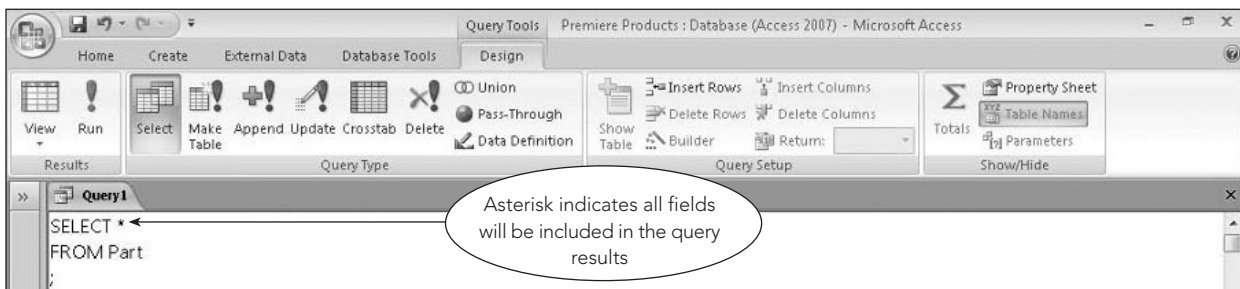 Query Tools Premiere Products : Database (Access 2007) - Microsoft Access
Home Create External Data Database Tools Design
View Run Select Make Table Append Update Crosstab Delete
Union
Pass-Through
Data Definition
Show Table
Insert Rows
Delete Rows
Builder
Insert Columns
Delete Columns
Return:
Totals
Property Sheet
XYZ Table Names
[?] Parameters
Results Query Type Query Setup Show/Hide
» Query1
SELECT *
FROM Part
;
Asterisk indicates all fields
will be included in the query
results